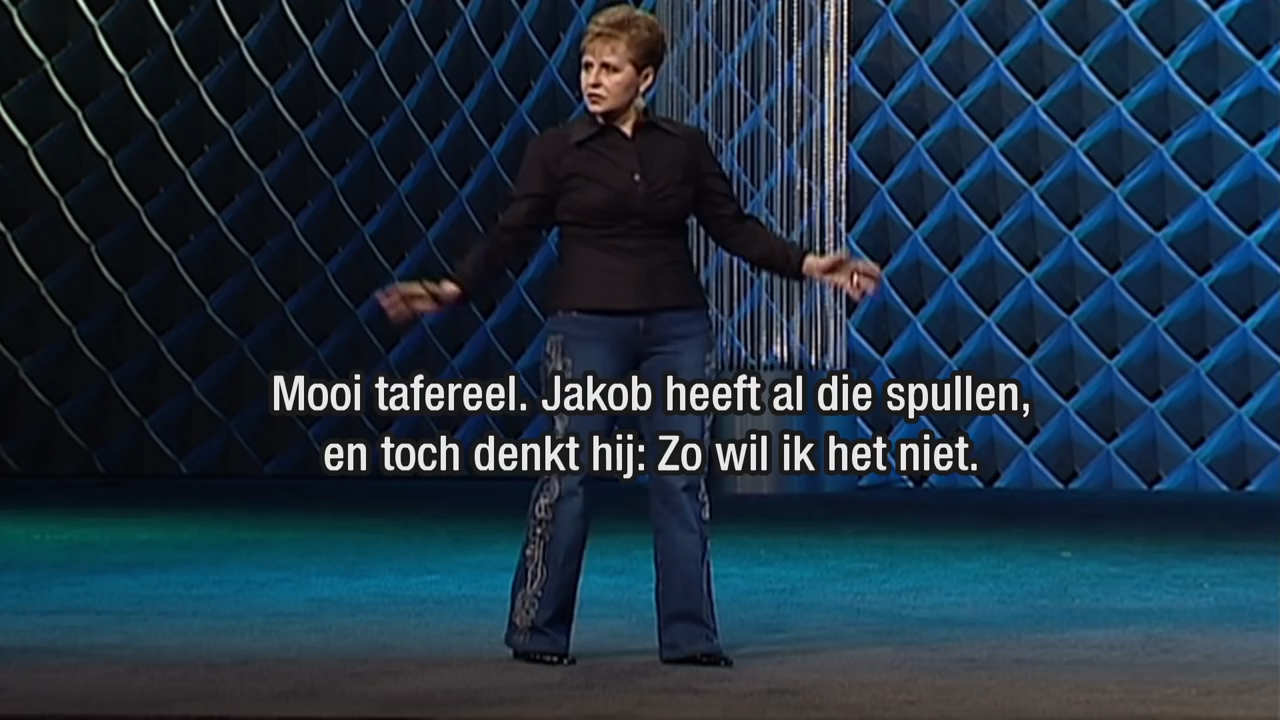 Mooi tafereel. Jakob heeft al die spullen,
en toch denkt hij: Zo wil ik het niet.